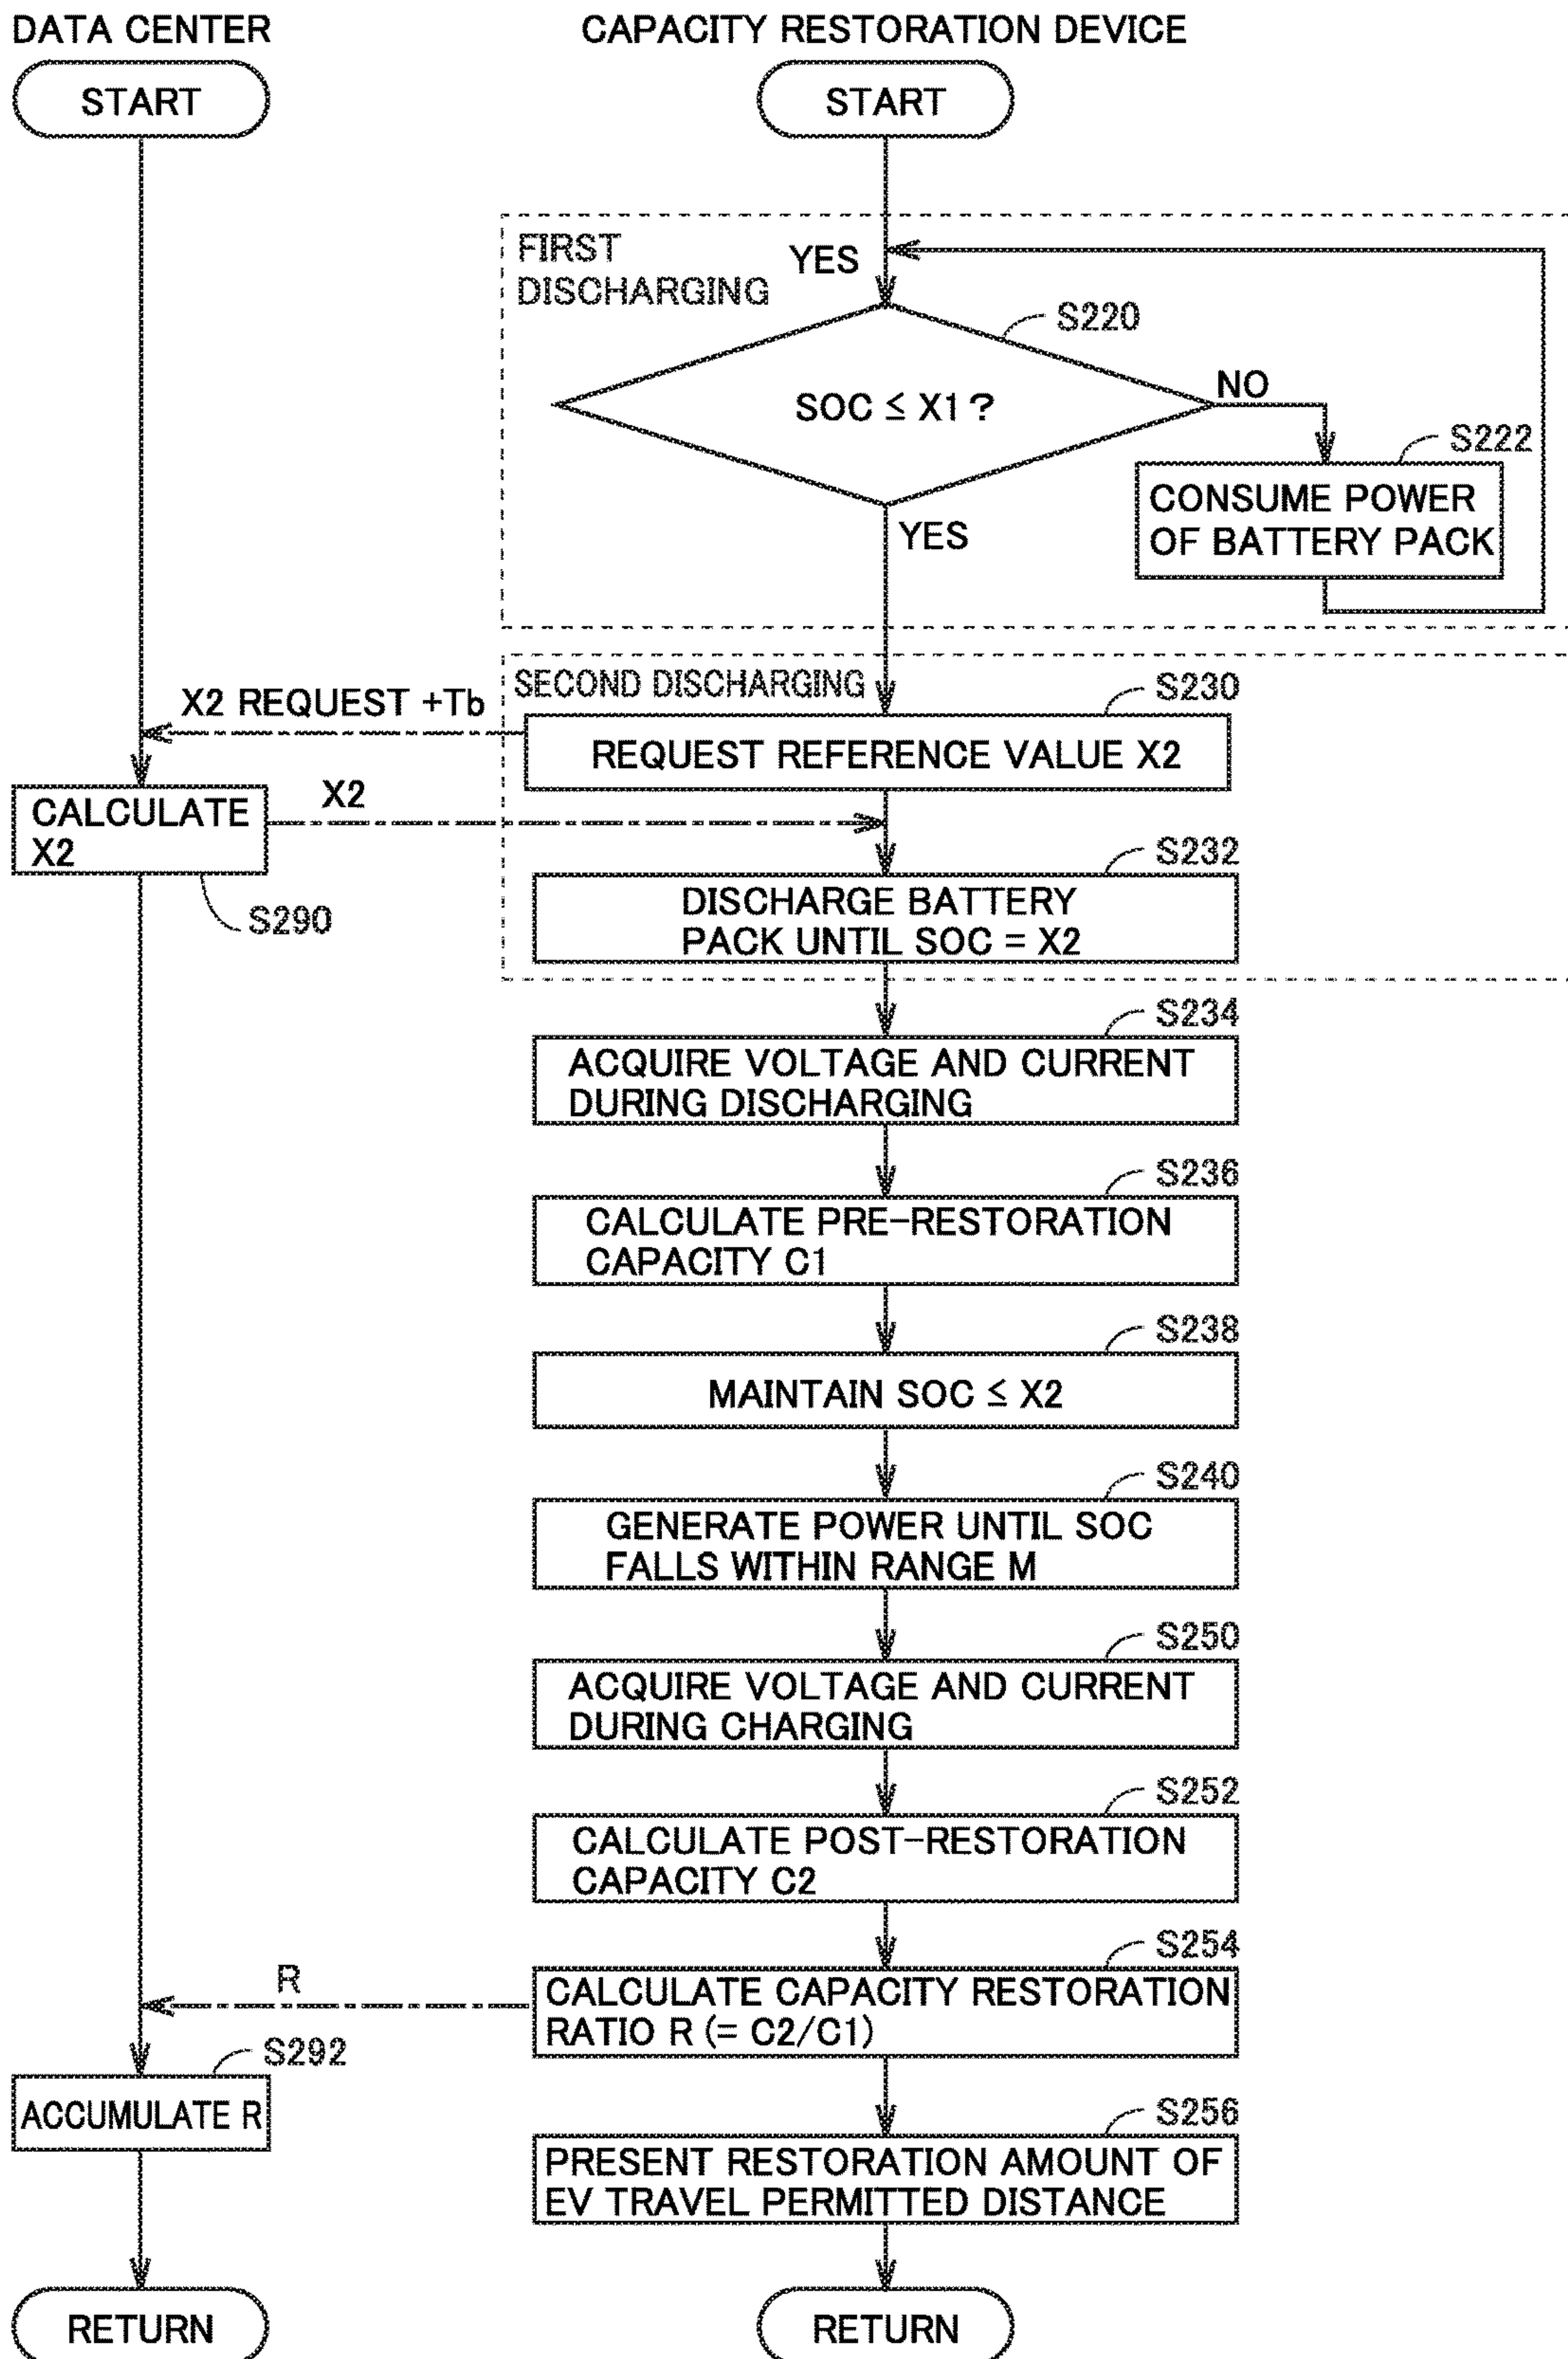 DATA CENTER
CAPACITY RESTORATION DEVICE
START
START
FIRST
DISCHARGING
YES
S220
SOC ≤ X1?
NO
S222
CONSUME POWER
OF BATTERY PACK
YES
SECOND DISCHARGING
S230
X2 REQUEST +Tb
REQUEST REFERENCE VALUE X2
CALCULATE
X2
X2
S290
S232
DISCHARGE BATTERY
PACK UNTIL SOC = X2
S234
ACQUIRE VOLTAGE AND CURRENT
DURING DISCHARGING
S236
CALCULATE PRE-RESTORATION
CAPACITY C1
S238
MAINTAIN SOC ≤ X2
S240
GENERATE POWER UNTIL SOC
FALLS WITHIN RANGE M
S250
ACQUIRE VOLTAGE AND CURRENT
DURING CHARGING
S252
CALCULATE POST-RESTORATION
CAPACITY C2
S254
R
CALCULATE CAPACITY RESTORATION
RATIO R (= C2/C1)
S292
ACCUMULATE R
S256
PRESENT RESTORATION AMOUNT OF
EV TRAVEL PERMITTED DISTANCE
RETURN
RETURN